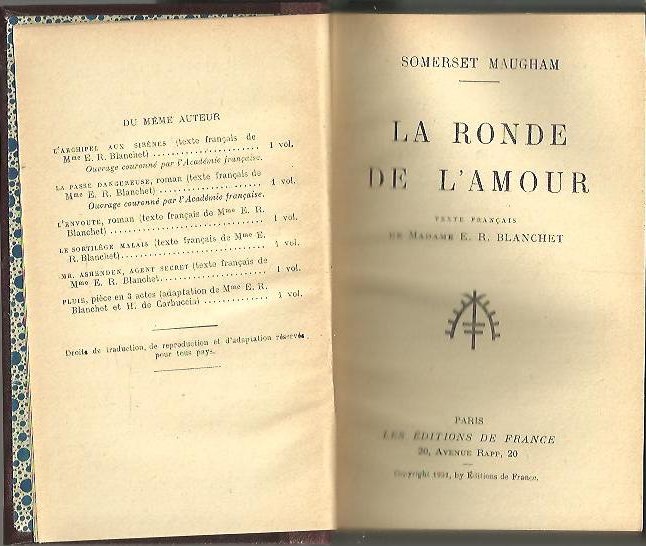 DU MÊME AUTEUR
L'ARCHIPEL AUX SIRÈNES (texte français de
Mme E. R. Blanchet) ..................... 1 vol.
Ouvrage couronné par l'Académie française.
LA PASSE DANGEREUSE, roman (texte français de
Mme E. R. Blanchet) ..................... 1 vol.
Ouvrage couronné par l'Académie française.
L'ENVOUTÉ, roman (texte français de Mme E. R.
Blanchet) ............................... 1 vol.
LE SORTILÈGE MALAIS (texte français de Mme E.
R. Blanchet) ............................ 1 vol.
MR. ASHENDEN, AGENT SECRET (texte français de
Mme E. R. Blanchet ...................... 1 vol.
PLUIE, pièce en 3 actes (adaptation de Mme E. R.
Blanchet et H. de Carbuccia) ............ 1 vol.
Droits de traduction, de reproduction et d'adaptation réservés
pour tous pays.
SOMERSET MAUGHAM
LA RONDE
DE L'AMOUR
TEXTE FRANÇAIS
DE MADAME E. R. BLANCHET
PARIS
LES ÉDITIONS DE FRANCE
20, AVENUE RAPP, 20
Copyright 1931, by Éditions de France.